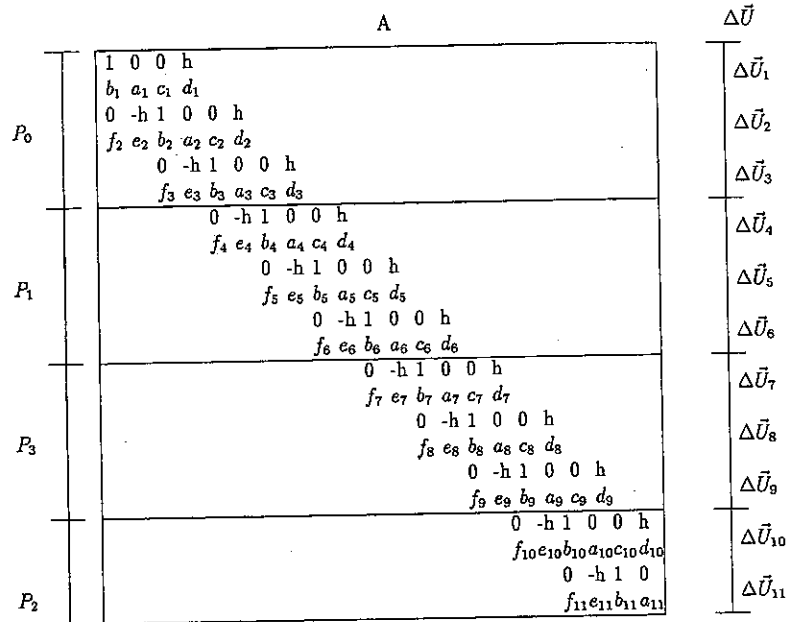 A ΔU⃗
1 0 0 h ΔU⃗₁
b₁ a₁ c₁ d₁
0 -h 1 0 0 h ΔU⃗₂
P₀ f₂ e₂ b₂ a₂ c₂ d₂
0 -h 1 0 0 h ΔU⃗₃
f₃ e₃ b₃ a₃ c₃ d₃
0 -h 1 0 0 h ΔU⃗₄
f₄ e₄ b₄ a₄ c₄ d₄
0 -h 1 0 0 h ΔU⃗₅
P₁ f₅ e₅ b₅ a₅ c₅ d₅
0 -h 1 0 0 h ΔU⃗₆
f₆ e₆ b₆ a₆ c₆ d₆
0 -h 1 0 0 h ΔU⃗₇
f₇ e₇ b₇ a₇ c₇ d₇
0 -h 1 0 0 h ΔU⃗₈
P₃ f₈ e₈ b₈ a₈ c₈ d₈
0 -h 1 0 0 h ΔU⃗₉
f₉ e₉ b₉ a₉ c₉ d₉
0 -h 1 0 0 h ΔU⃗₁₀
f₁₀ e₁₀ b₁₀ a₁₀ c₁₀ d₁₀
0 -h 1 0 ΔU⃗₁₁
P₂ f₁₁ e₁₁ b₁₁ a₁₁